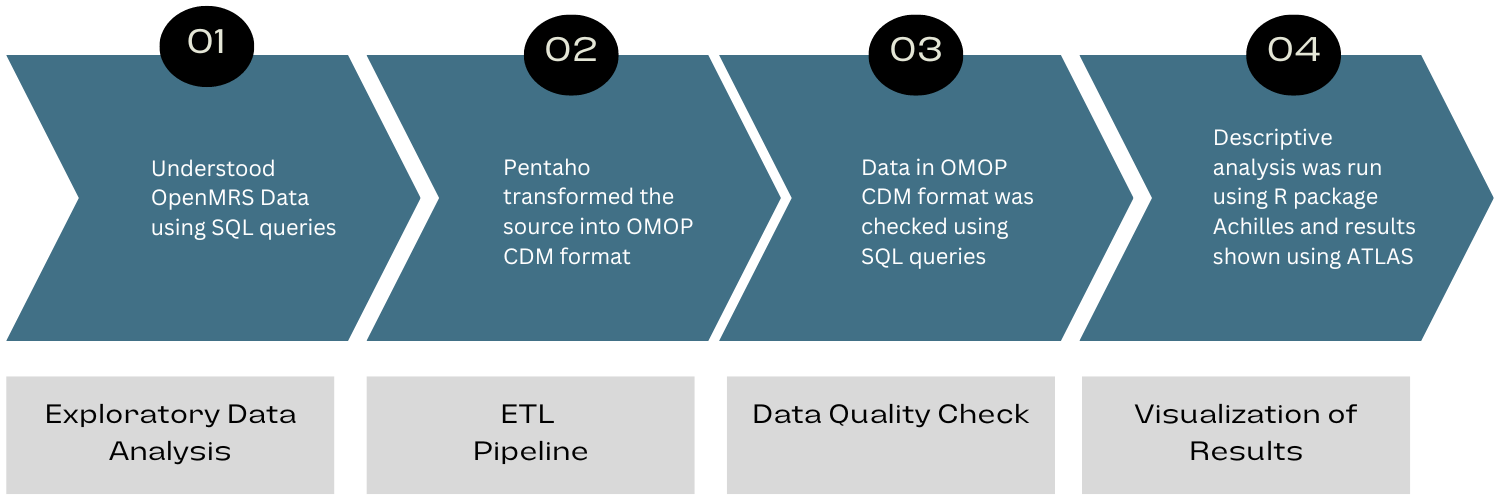 01
Understood
OpenMRS Data
using SQL queries
Exploratory Data
Analysis
02
Pentaho
transformed the
source into OMOP
CDM format
ETL
Pipeline
03
Data in OMOP
CDM format was
checked using
SQL queries
Data Quality Check
04
Descriptive
analysis was run
using R package
Achilles and results
shown using ATLAS
Visualization of
Results